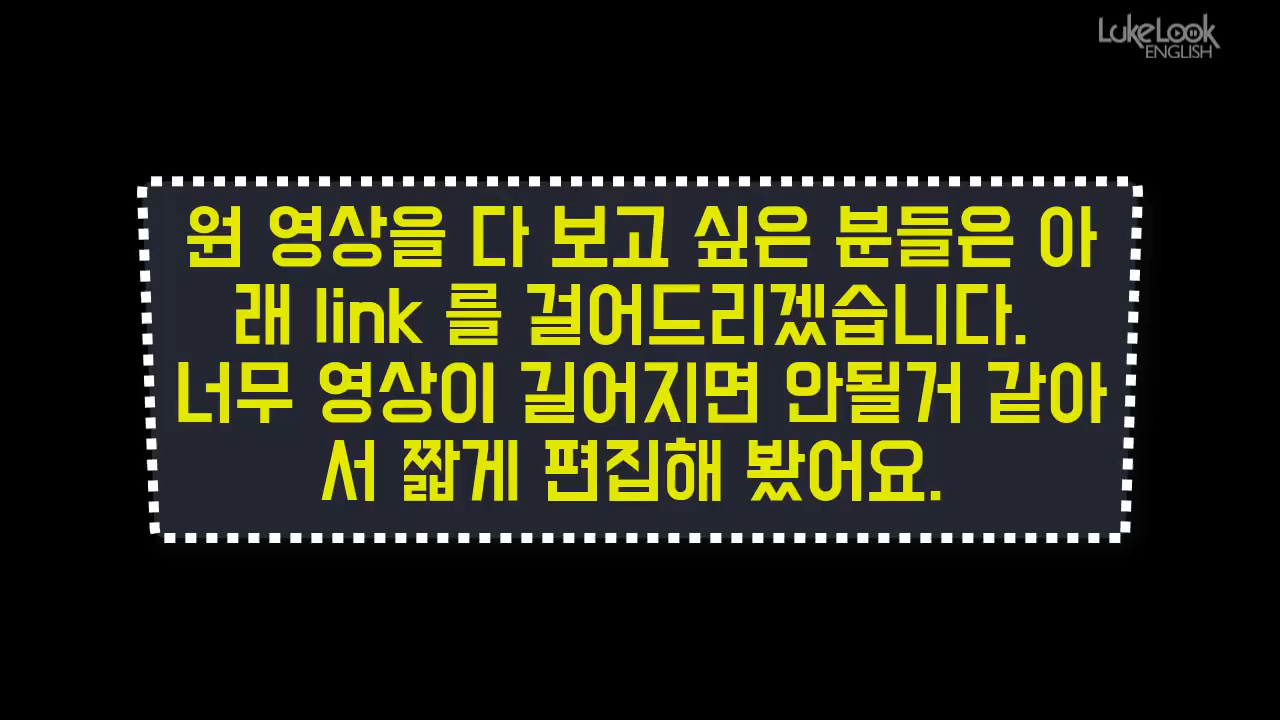 LukeLook
ENGLISH
원 영상을 다 보고 싶은 분들은 아
래 link 를 걸어드리겠습니다.
너무 영상이 길어지면 안될거 같아
서 짧게 편집해 봤어요.